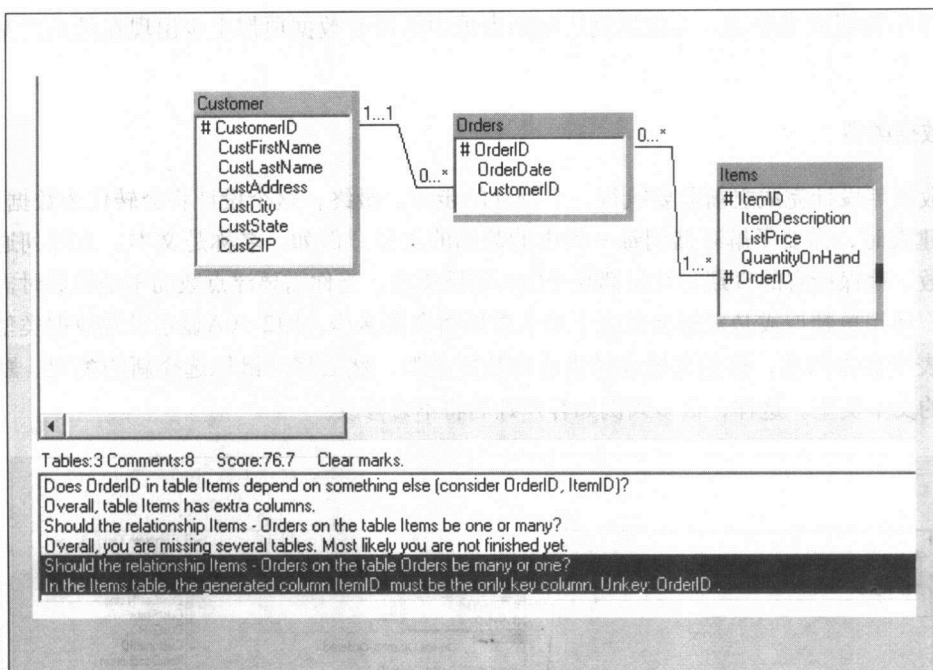 Customer
# CustomerID
CustFirstName
CustLastName
CustAddress
CustCity
CustState
CustZIP
1...1
0...*
Orders
# OrderID
OrderDate
CustomerID
0...*
1...*
Items
# ItemID
ItemDescription
ListPrice
QuantityOnHand
# OrderID
Tables:3 Comments:8 Score:76.7 Clear marks.
Does OrderID in table Items depend on something else (consider OrderID, ItemID)?
Overall, table Items has extra columns.
Should the relationship Items - Orders on the table Items be one or many?
Overall, you are missing several tables. Most likely you are not finished yet.
Should the relationship Items - Orders on the table Orders be many or one?
In the Items table, the generated column ItemID must be the only key column. Unkey: OrderID .